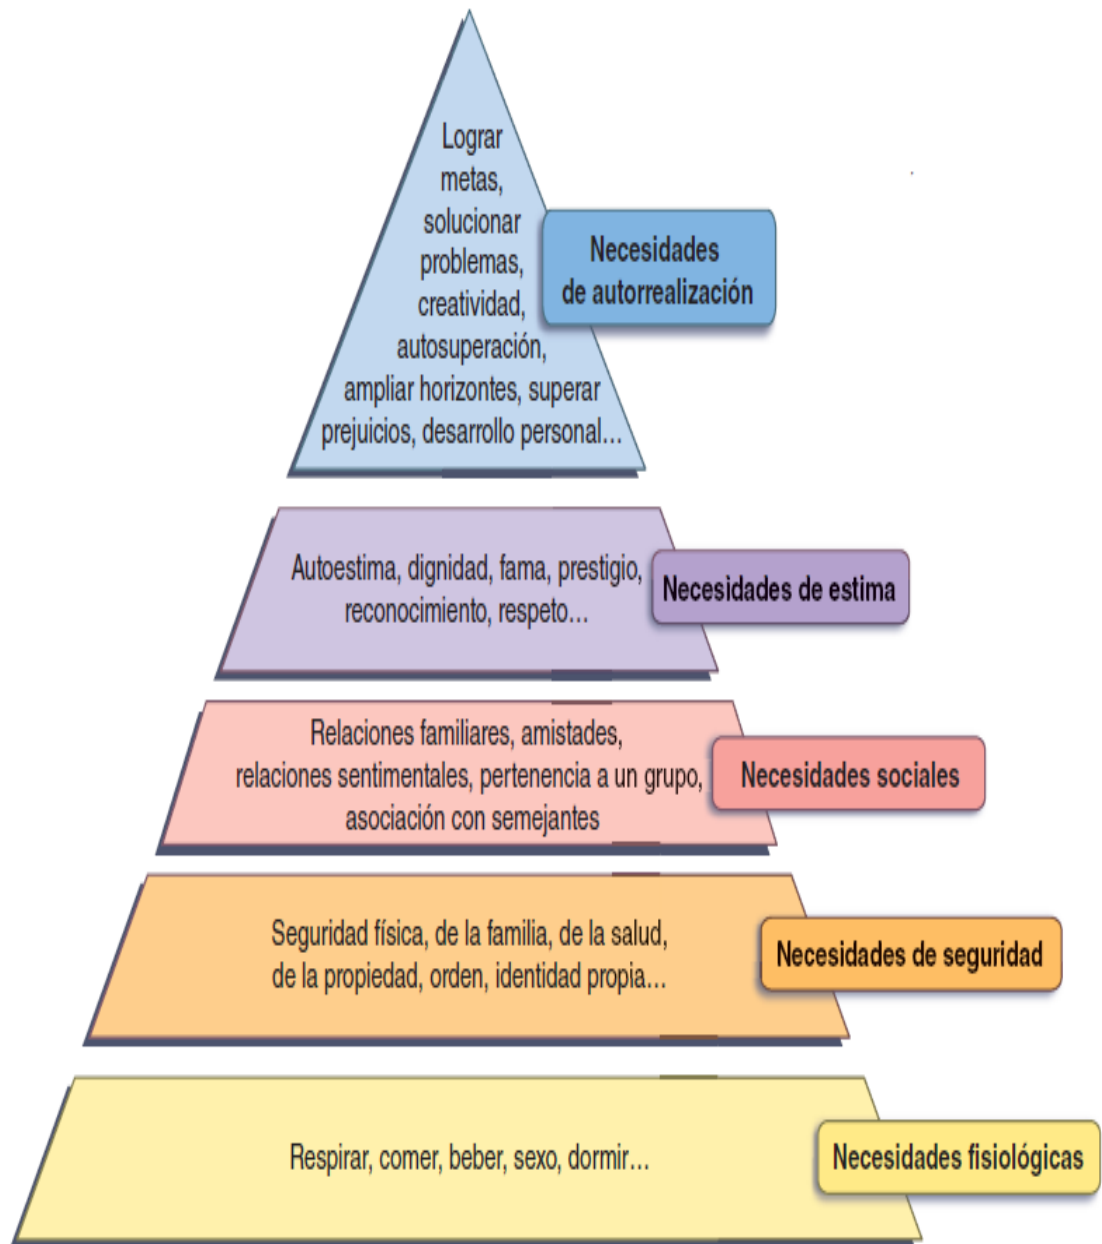 Lograr
metas,
solucionar
problemas,
creatividad,
autosuperación,
ampliar horizontes, superar
prejuicios, desarrollo personal...
Necesidades
de autorrealización
Autoestima, dignidad, fama, prestigio,
reconocimiento, respeto...
Necesidades de estima
Relaciones familiares, amistades,
relaciones sentimentales, pertenencia a un grupo,
asociación con semejantes
Necesidades sociales
Seguridad física, de la familia, de la salud,
de la propiedad, orden, identidad propia...
Necesidades de seguridad
Respirar, comer, beber, sexo, dormir...
Necesidades fisiológicas